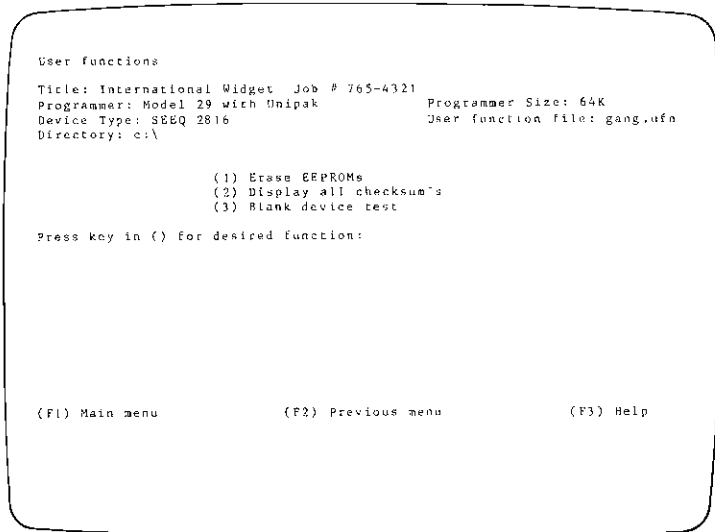 User functions
Title: International Widget Job # 765-4321
Programmer: Model 29 with Unipak Programmer Size: 64K
Device Type: SEEQ 2816 User function file: gang.ufn
Directory: c:\
(1) Erase EEPROMs
(2) Display all checksum's
(3) Blank device test
Press key in () for desired function:
(F1) Main menu (F2) Previous menu (F3) Help